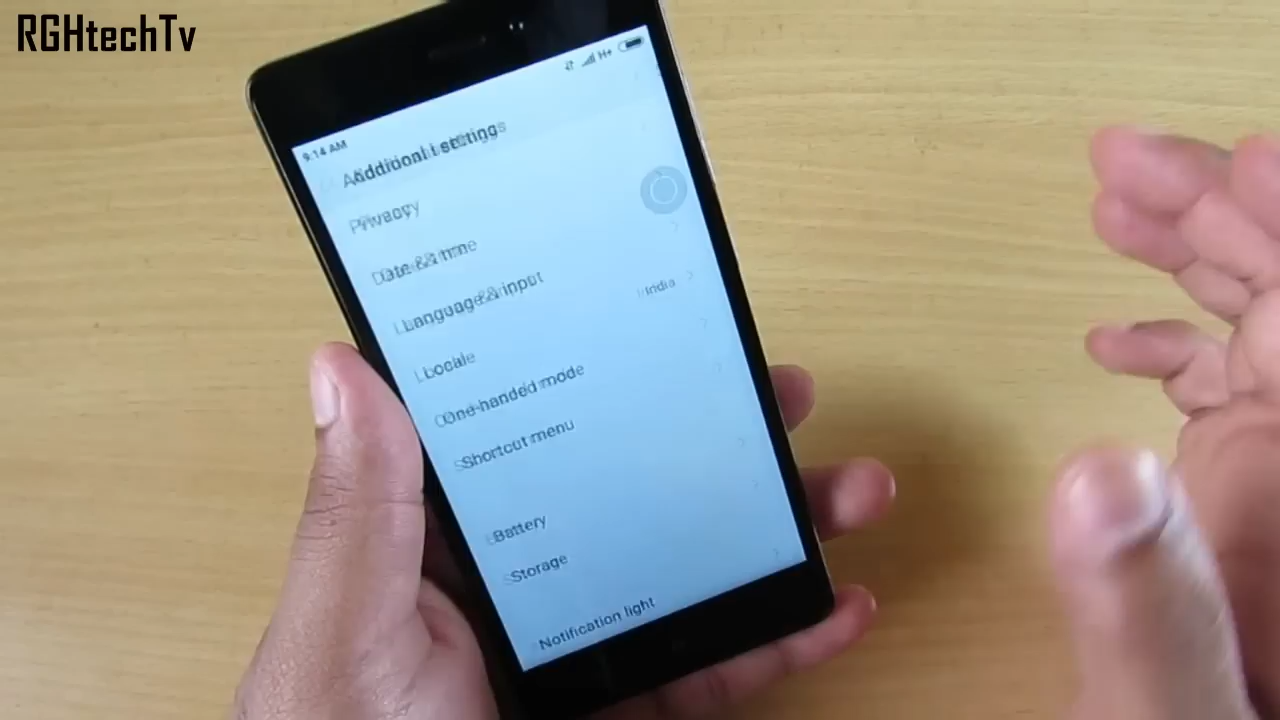 RGHtechTv
9:14 AM
H+
Additional settings
Privacy
Date & time
Language & input
India
Locale
One-handed mode
Shortcut menu
Battery
Storage
Notification light